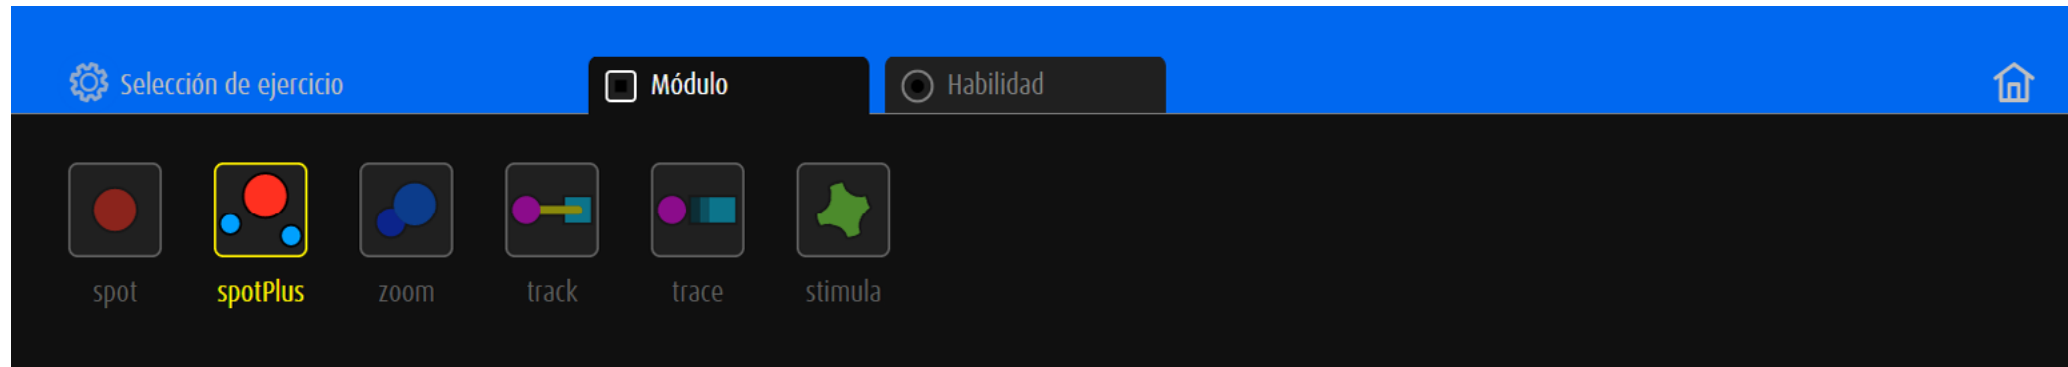 Selección de ejercicio Módulo Habilidad
spot spotPlus zoom track trace stimula